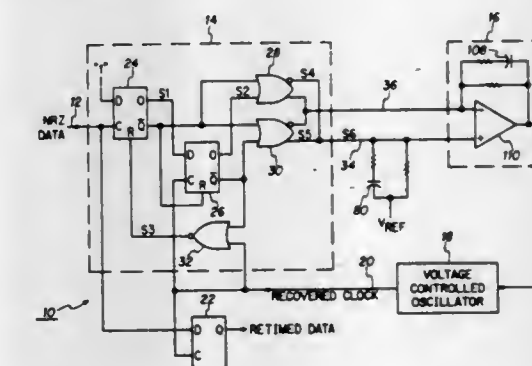 14
16
24
28
108
"1"
D Q S1
S2
S4
12
NRZ DATA
C Q̅
R
36
S5
S6
110
30
34
D Q
C Q̅
R
26
80
VREF
S3
32
18
20
VOLTAGE
CONTROLLED
OSCILLATOR
10
22
RECOVERED CLOCK
D Q
RETIMED DATA
C